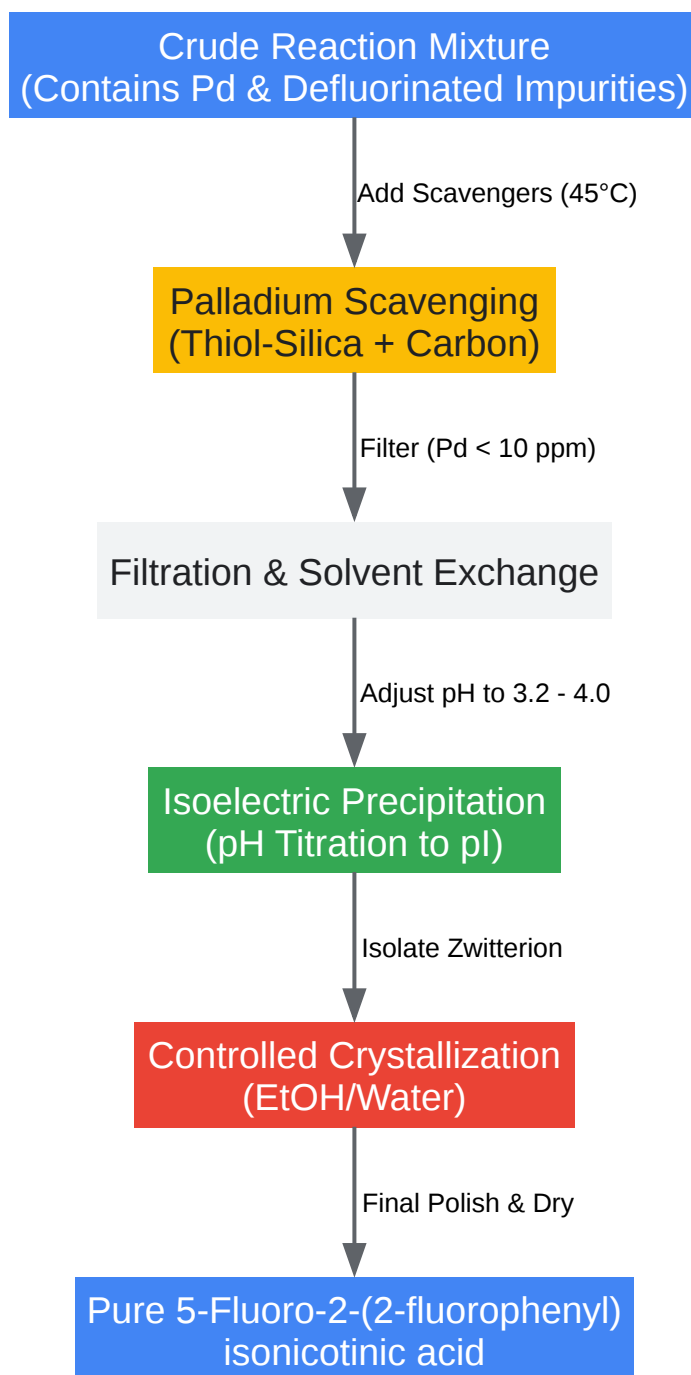 Crude Reaction Mixture
(Contains Pd & Defluorinated Impurities)
Add Scavengers (45°C)
Palladium Scavenging
(Thiol-Silica + Carbon)
Filter (Pd < 10 ppm)
Filtration & Solvent Exchange
Adjust pH to 3.2 - 4.0
Isoelectric Precipitation
(pH Titration to pI)
Isolate Zwitterion
Controlled Crystallization
(EtOH/Water)
Final Polish & Dry
Pure 5-Fluoro-2-(2-fluorophenyl)
isonicotinic acid